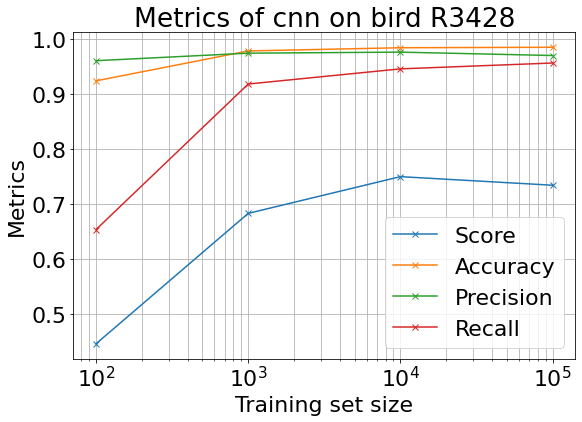 Metrics of cnn on bird R3428
1.0
0.9
0.8
0.7
0.6
0.5
Metrics
Score
Accuracy
Precision
Recall
10² 10³ 10⁴ 10⁵
Training set size